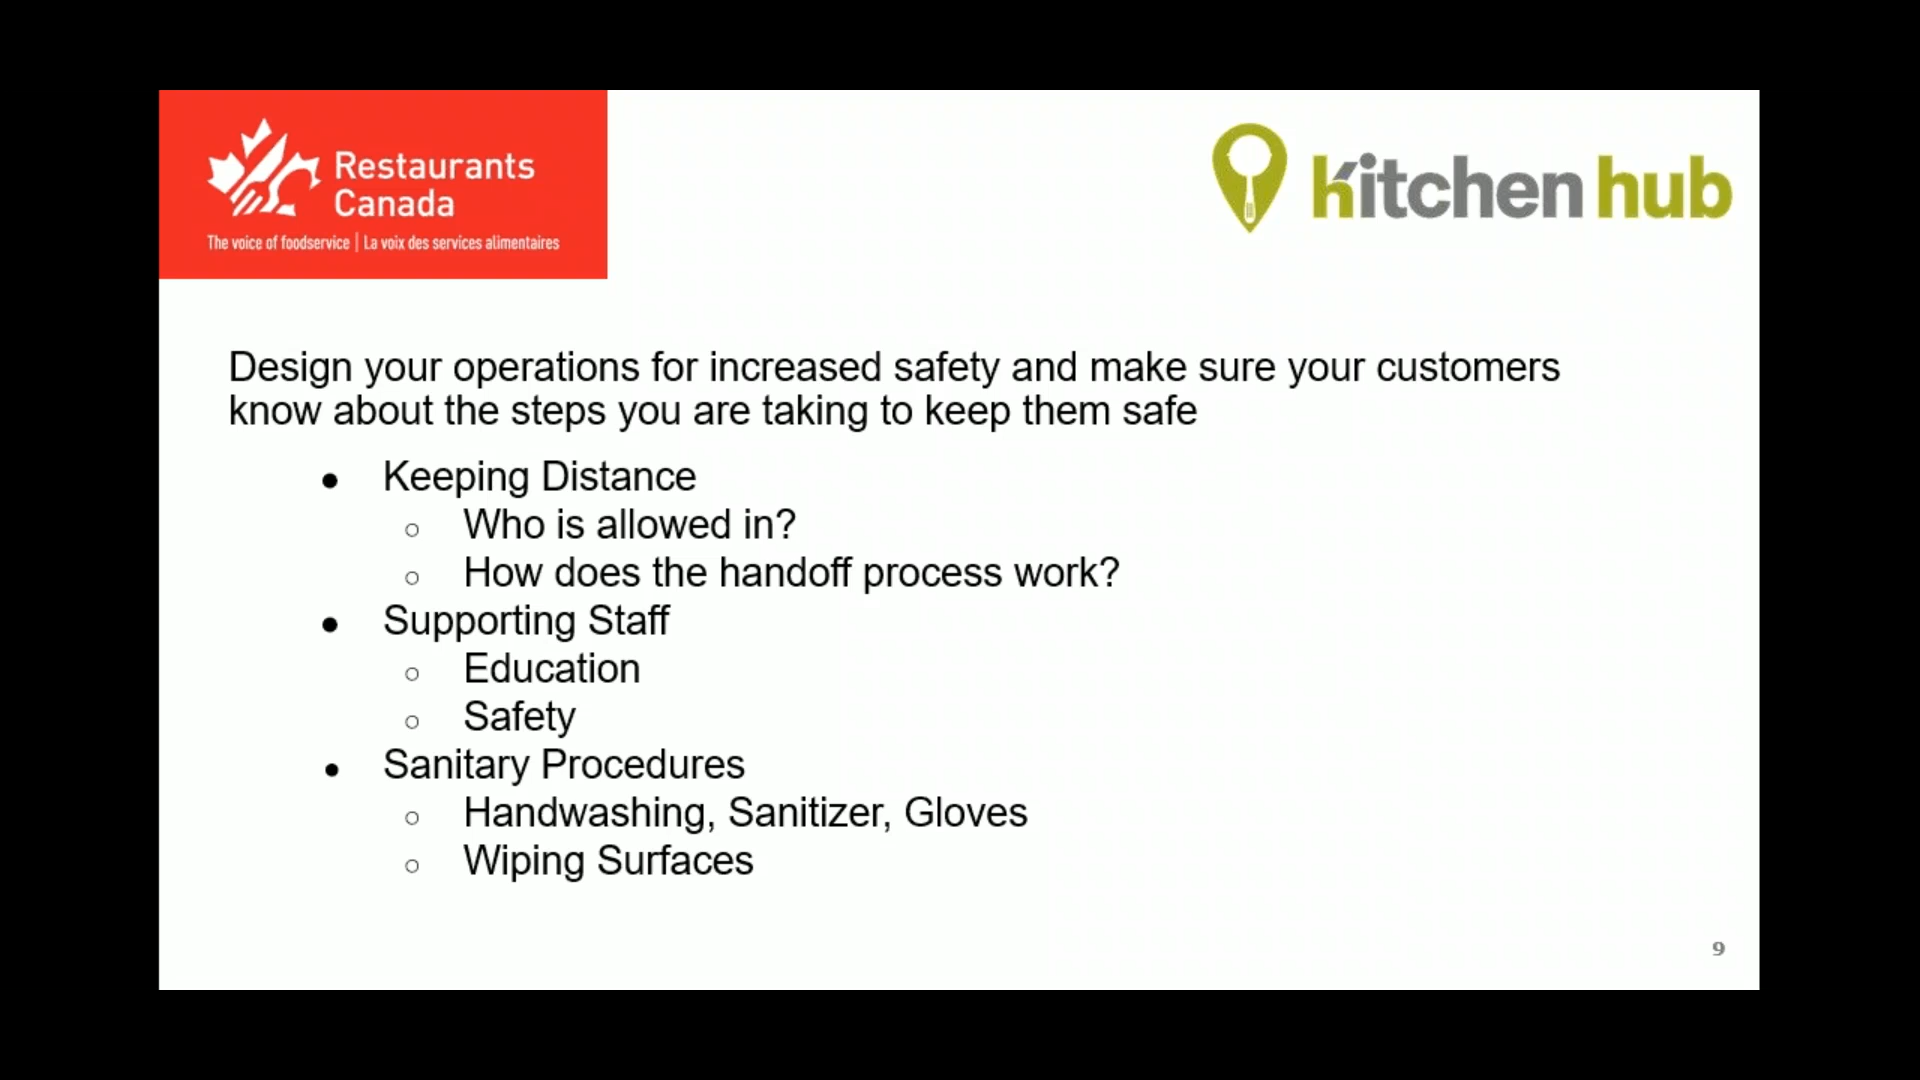 Restaurants
Canada
The voice of foodservice | La voix des services alimentaires
kitchen hub
Design your operations for increased safety and make sure your customers
know about the steps you are taking to keep them safe
● Keeping Distance
○ Who is allowed in?
○ How does the handoff process work?
● Supporting Staff
○ Education
○ Safety
● Sanitary Procedures
○ Handwashing, Sanitizer, Gloves
○ Wiping Surfaces
9